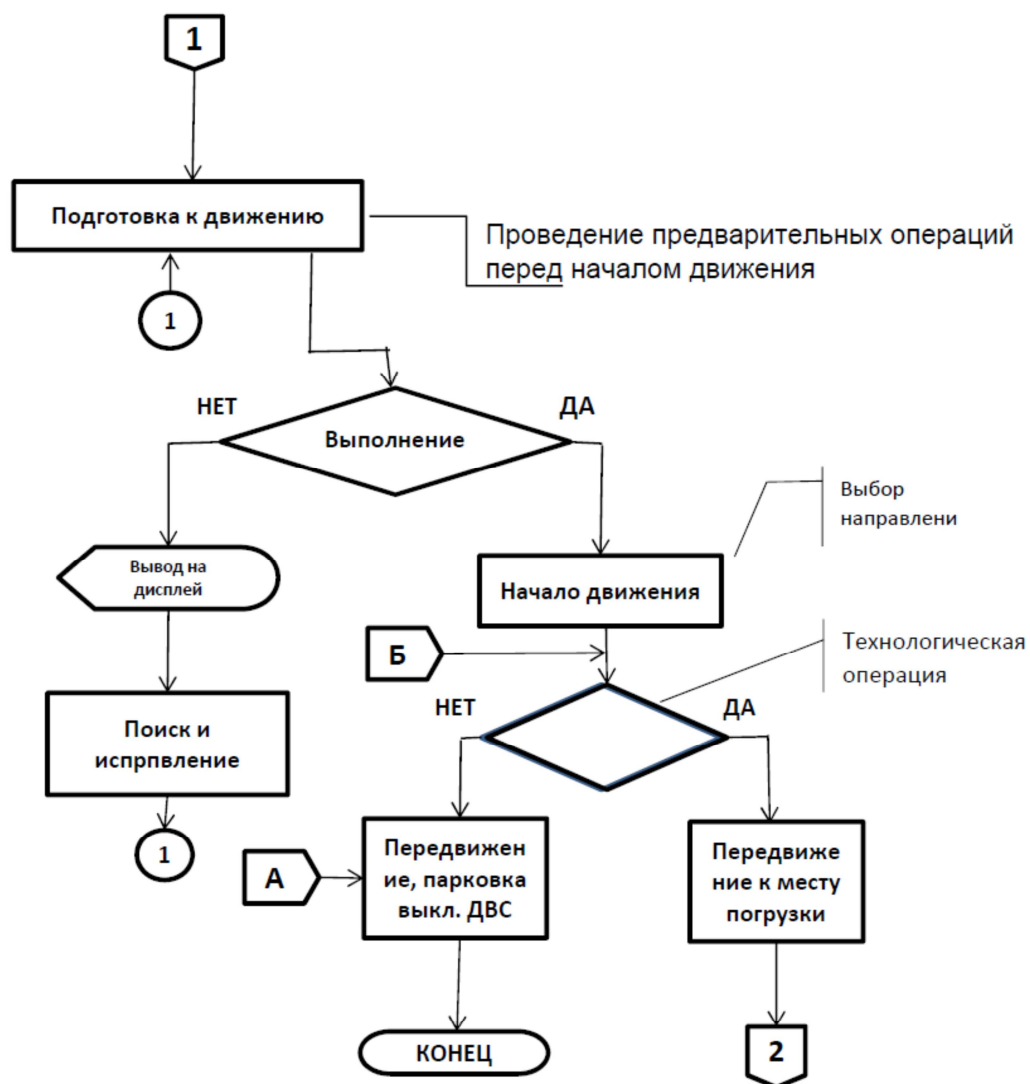 1
Подготовка к движению
Проведение предварительных операций
перед началом движения
1
НЕТ
ДА
Выполнение
Выбор
направлени
Вывод на
дисплей
Начало движения
Б
Технологическая
операция
НЕТ
ДА
Поиск и
испрпвление
1
А
Передвижен
ие, парковка
выкл. ДВС
Передвиже
ние к месту
погрузки
КОНЕЦ
2